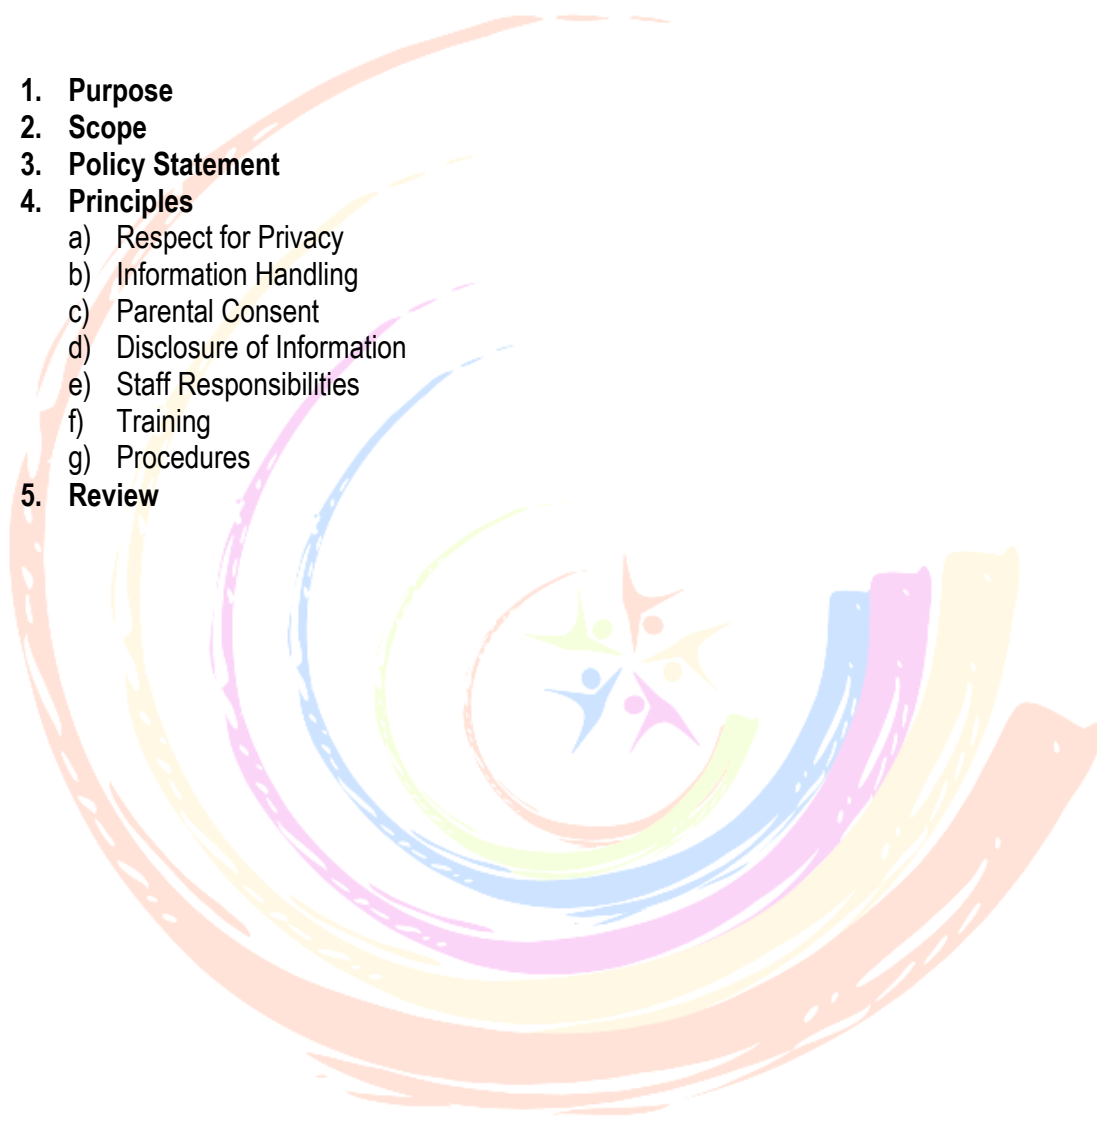 1. Purpose
2. Scope
3. Policy Statement
4. Principles
a) Respect for Privacy
b) Information Handling
c) Parental Consent
d) Disclosure of Information
e) Staff Responsibilities
f) Training
g) Procedures
5. Review